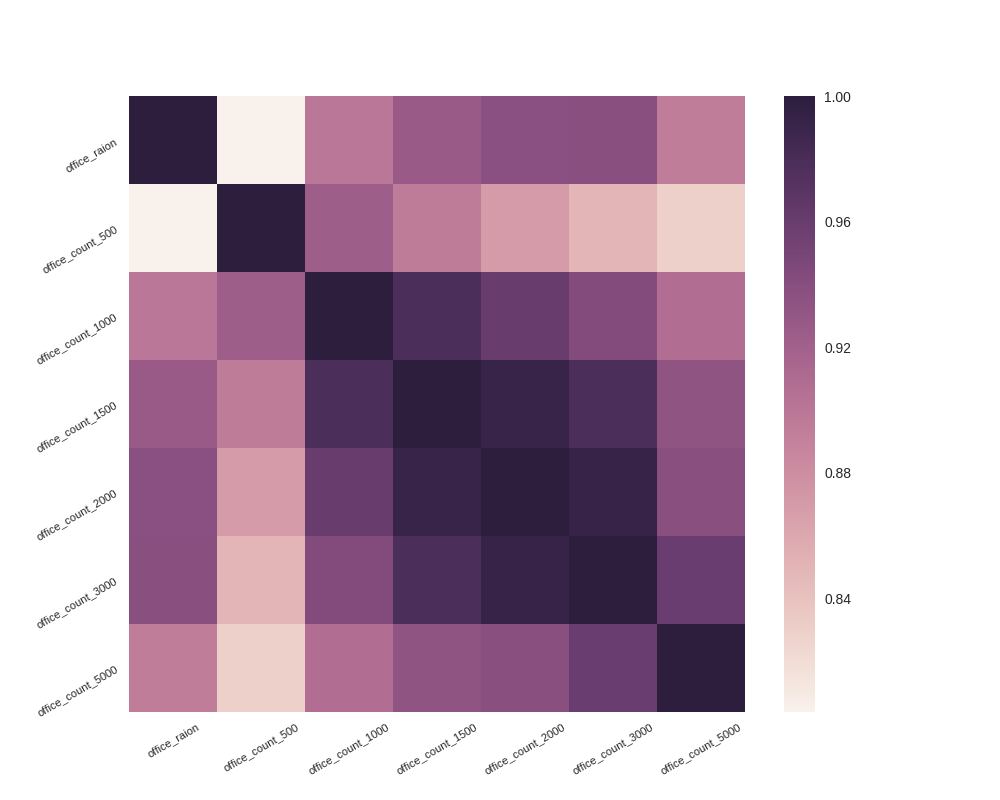 1.00
0.96
0.92
0.88
0.84
office_raion
office_count_500
office_count_1000
office_count_1500
office_count_2000
office_count_3000
office_count_5000
office_raion
office_count_500
office_count_1000
office_count_1500
office_count_2000
office_count_3000
office_count_5000